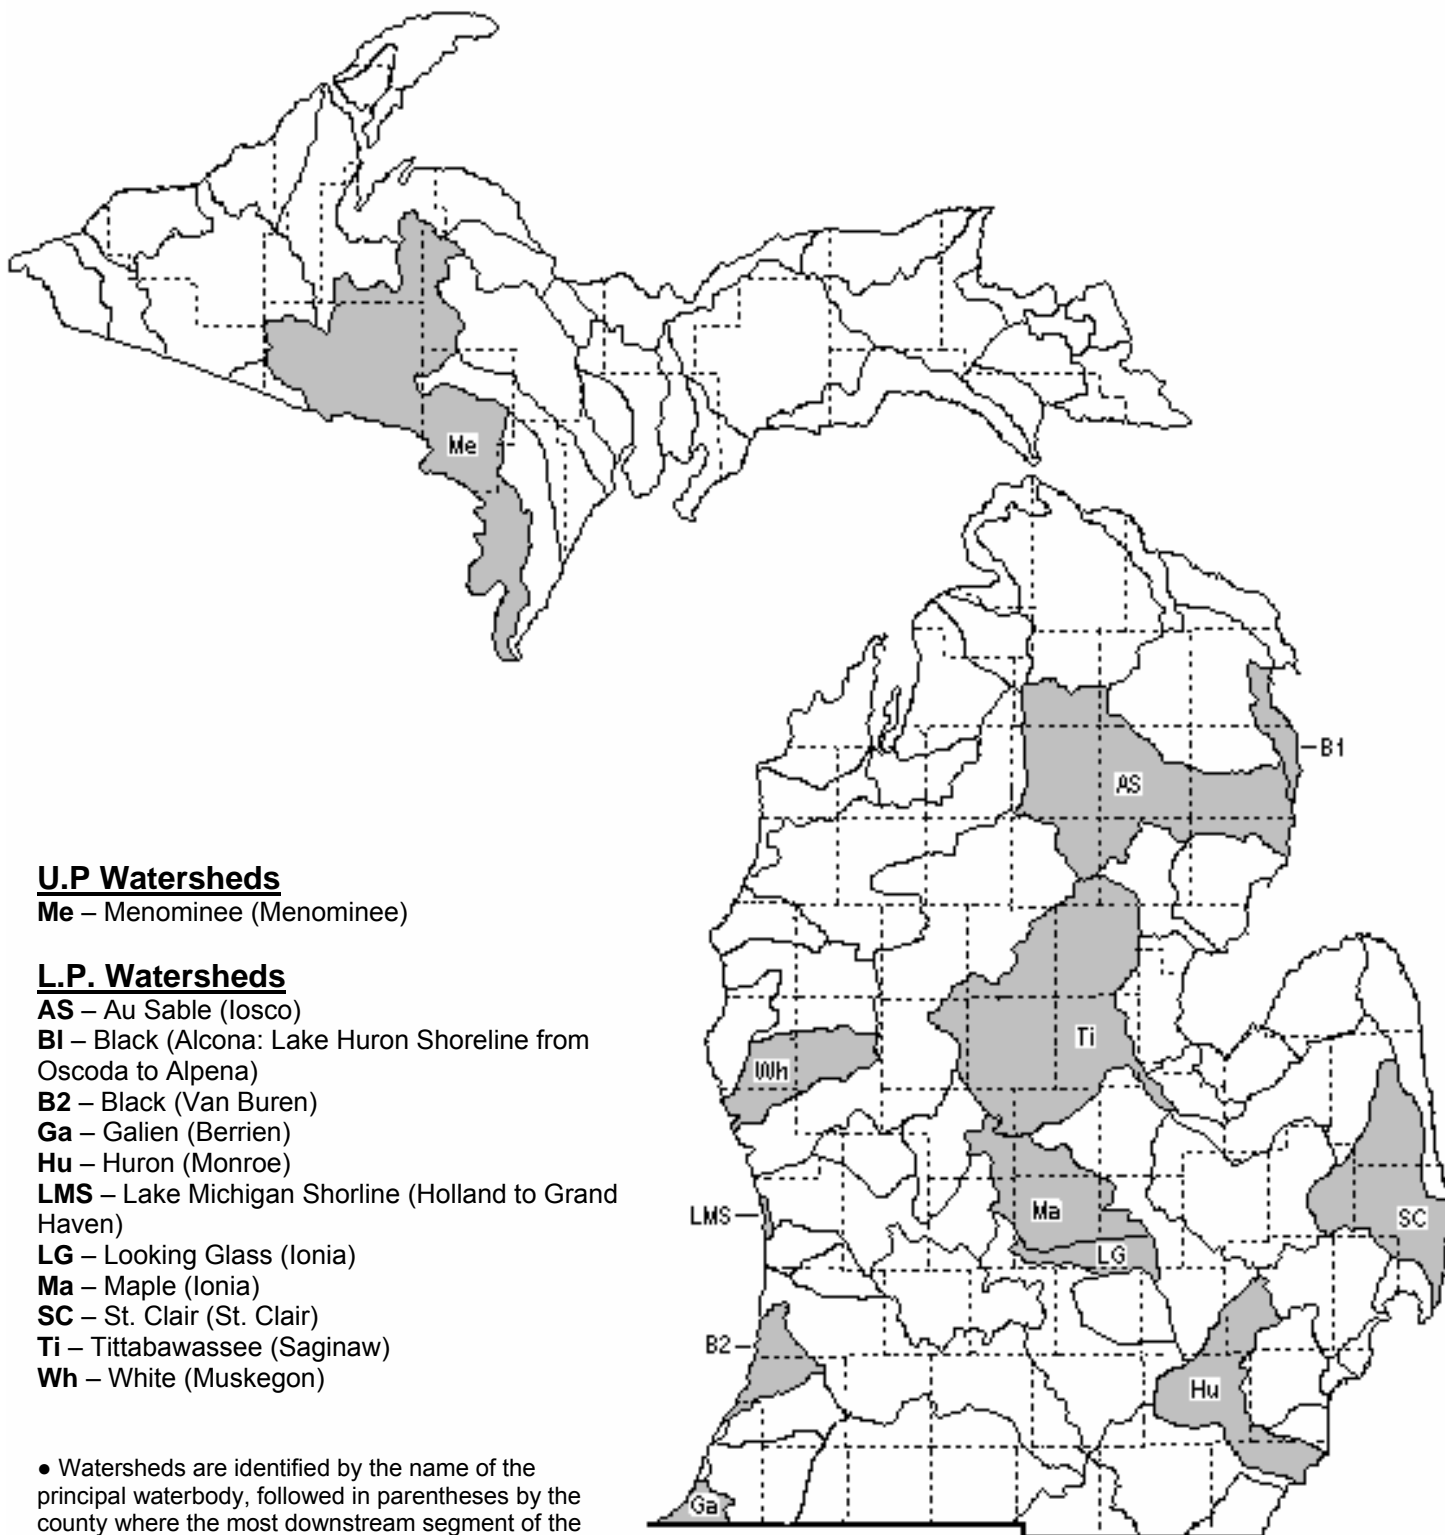 Me
B1
AS
U.P Watersheds
Me – Menominee (Menominee)
L.P. Watersheds
AS – Au Sable (Iosco)
BI – Black (Alcona: Lake Huron Shoreline from
Oscoda to Alpena)
B2 – Black (Van Buren)
Ga – Galien (Berrien)
Hu – Huron (Monroe)
LMS – Lake Michigan Shorline (Holland to Grand
Haven)
LG – Looking Glass (Ionia)
Ma – Maple (Ionia)
SC – St. Clair (St. Clair)
Ti – Tittabawassee (Saginaw)
Wh – White (Muskegon)
● Watersheds are identified by the name of the
principal waterbody, followed in parentheses by the
county where the most downstream segment of the
Ti
Wh
LMS
Ma
SC
LG
B2
Hu
Ga